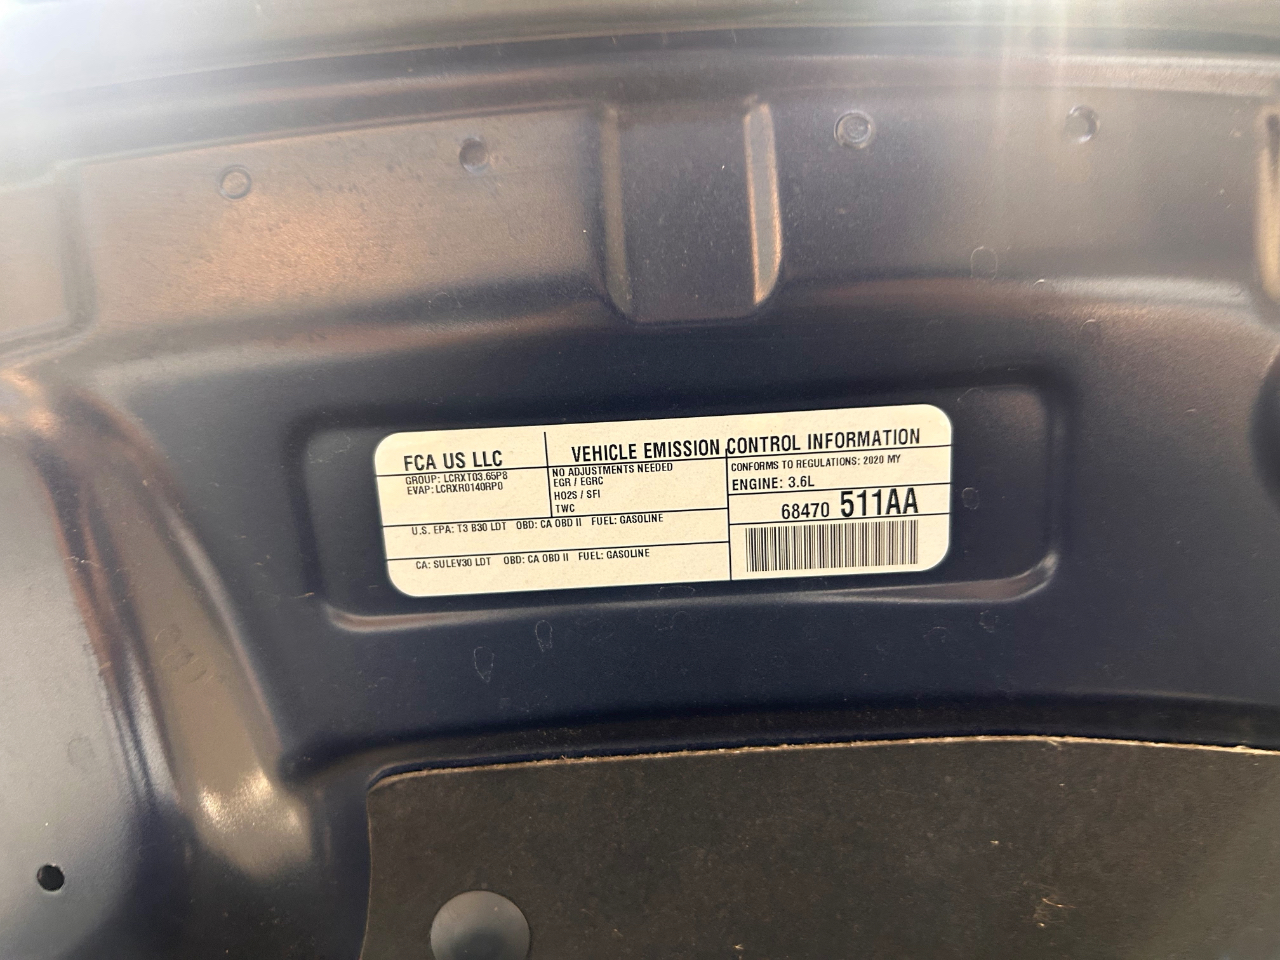 FCA US LLC
GROUP: LCRXT03.65P8
EVAP: LCRXR0140RP0
VEHICLE EMISSION CONTROL INFORMATION
NO ADJUSTMENTS NEEDED
EGR / EGRC
HO2S / SFI
TWC
CONFORMS TO REGULATIONS: 2020 MY
ENGINE: 3.6L
68470 511AA
U.S. EPA: T3 B30 LDT OBD: CA OBD II FUEL: GASOLINE
CA: SULEV30 LDT OBD: CA OBD II FUEL: GASOLINE